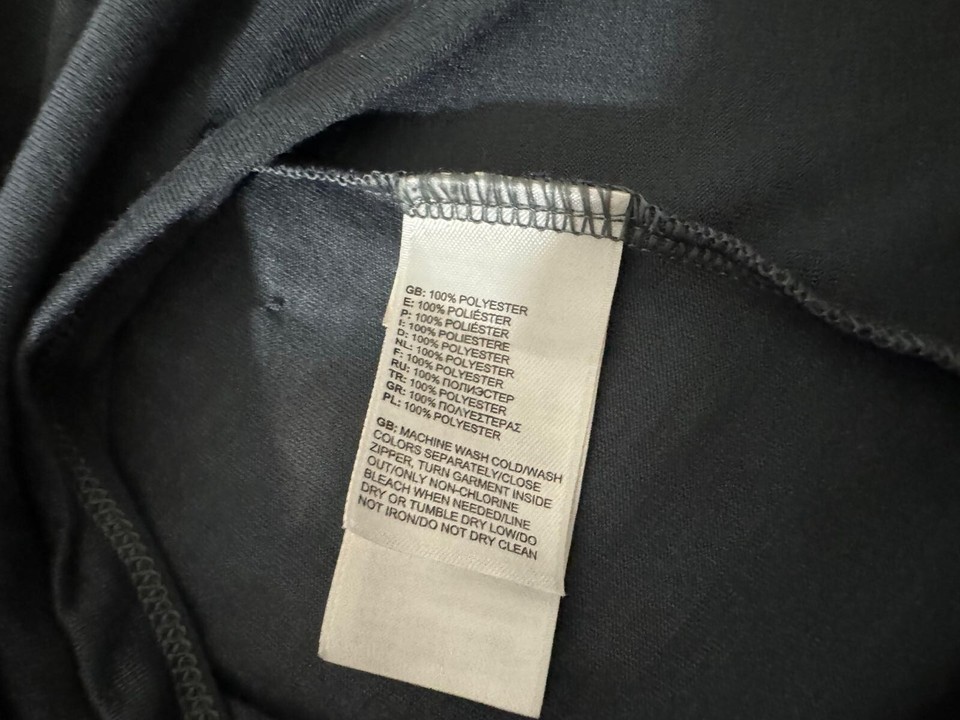 GB: 100% POLYESTER
E: 100% POLIÉSTER
P: 100% POLIÉSTER
I: 100% POLIESTERE
D: 100% POLYESTER
NL: 100% POLYESTER
F: 100% POLYESTER
RU: 100% ПОЛИЭСТЕР
TR: 100% POLYESTER
GR: 100% ΠΟΛΥΕΣΤΕΡΑΣ
PL: 100% POLYESTER
GB: MACHINE WASH COLD/WASH
COLORS SEPARATELY/CLOSE
ZIPPER, TURN GARMENT INSIDE
OUT/ONLY NON-CHLORINE
BLEACH WHEN NEEDED/LINE
DRY OR TUMBLE DRY LOW/DO
NOT IRON/DO NOT DRY CLEAN